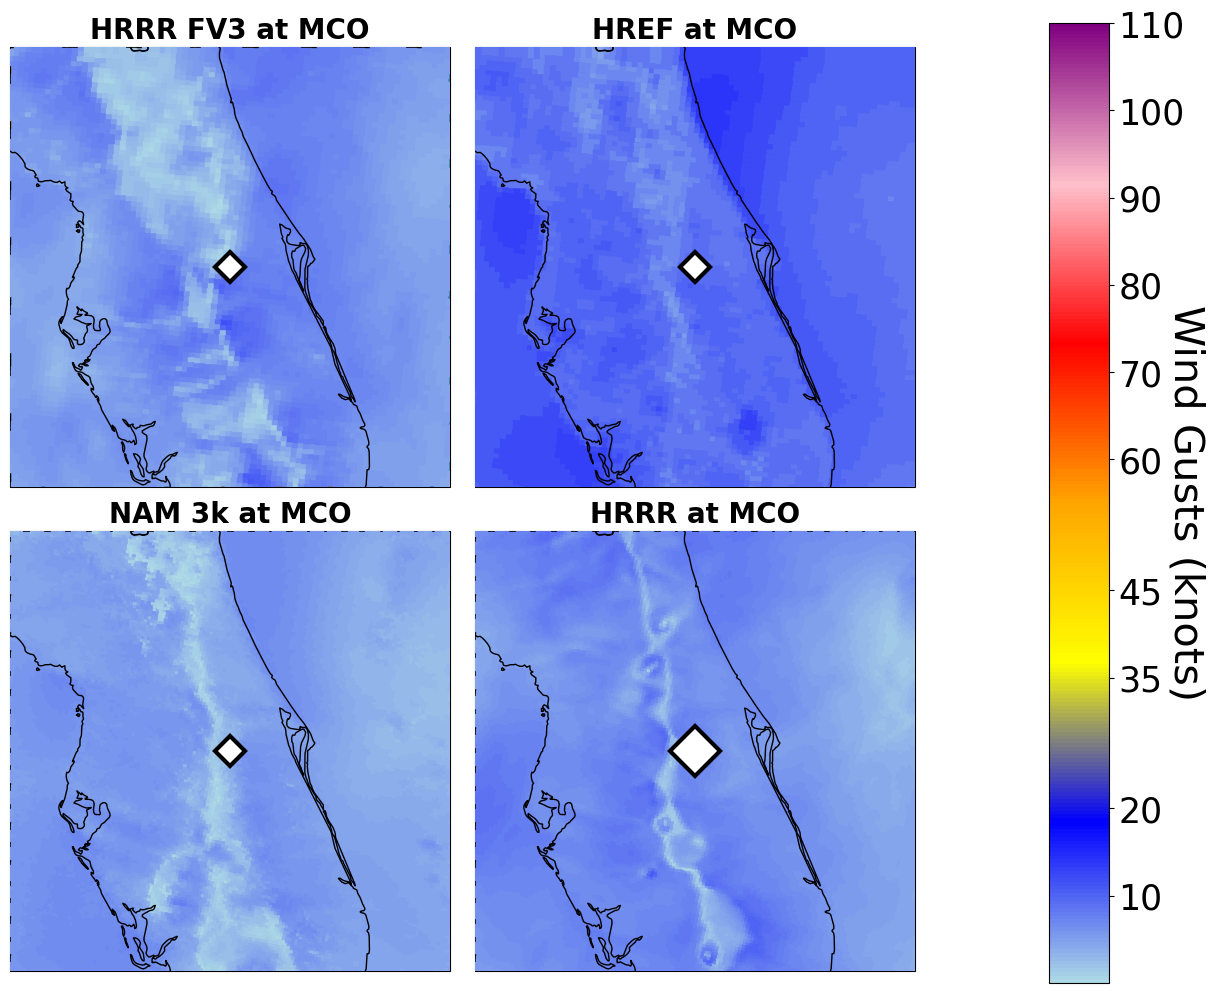 HRRR FV3 at MCO
HREF at MCO
NAM 3k at MCO
HRRR at MCO
110
100
90
80
70
60
45
35
20
10
Wind Gusts (knots)